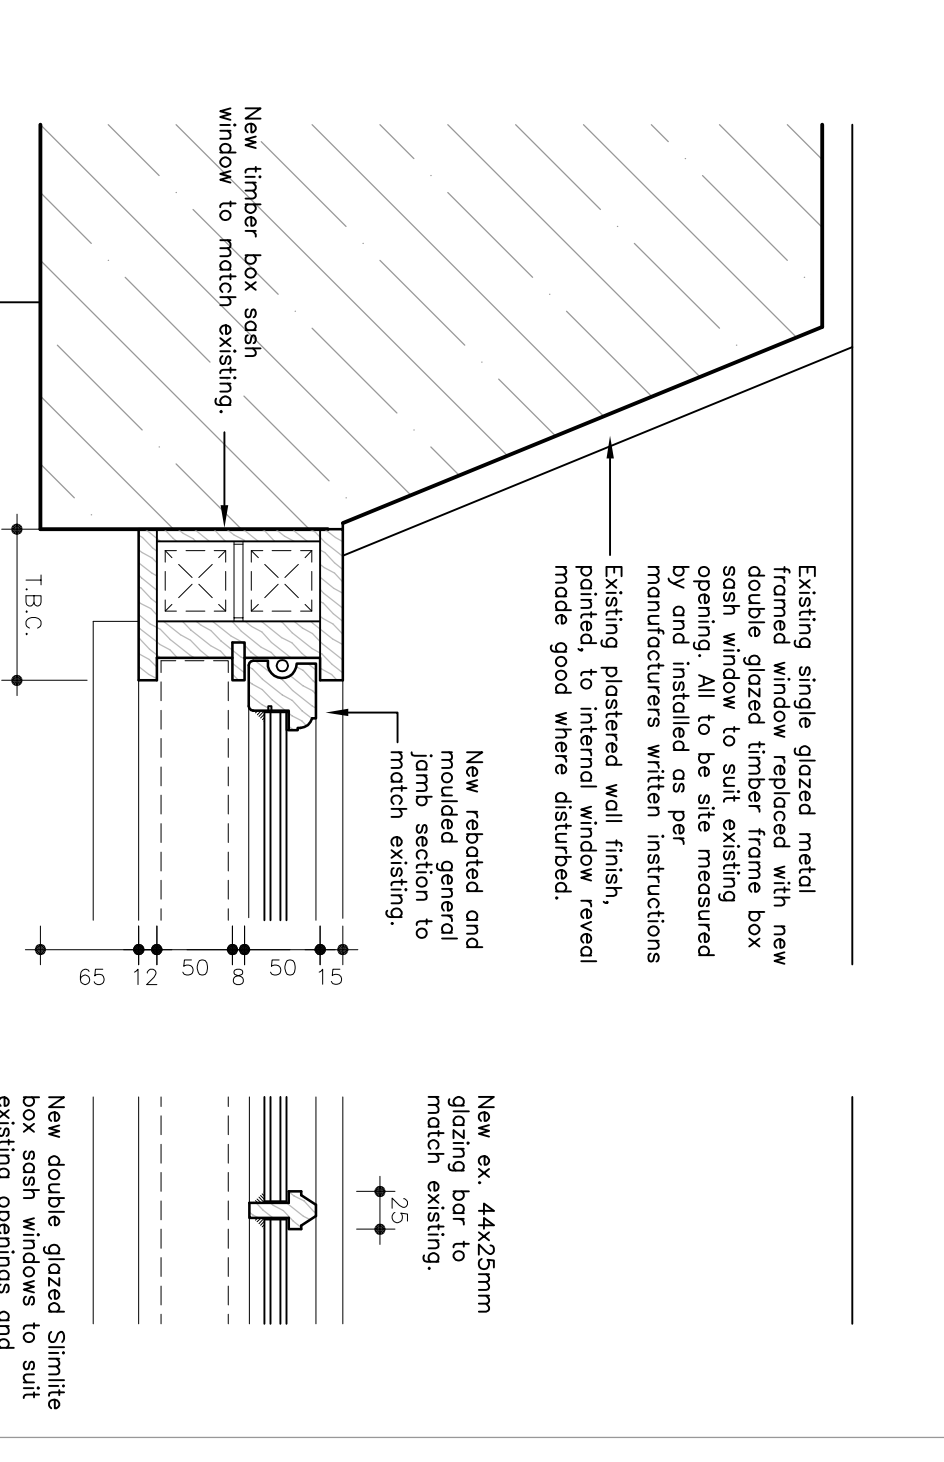 Existing single glazed metal
framed window replaced with new
double glazed timber frame box
sash window to suit existing
opening. All to be site measured
by and installed as per
manufacturers written instructions
Existing plastered wall finish,
painted, to internal window reveal
made good where disturbed.
New timber box sash
window to match existing.
New rebated and
moulded general
jamb section to
match existing.
T.B.C.
65
12
50
8
50
15
New ex. 44x25mm
glazing bar to
match existing.
25
New double glazed Slimlite
box sash windows to suit
existing openings and